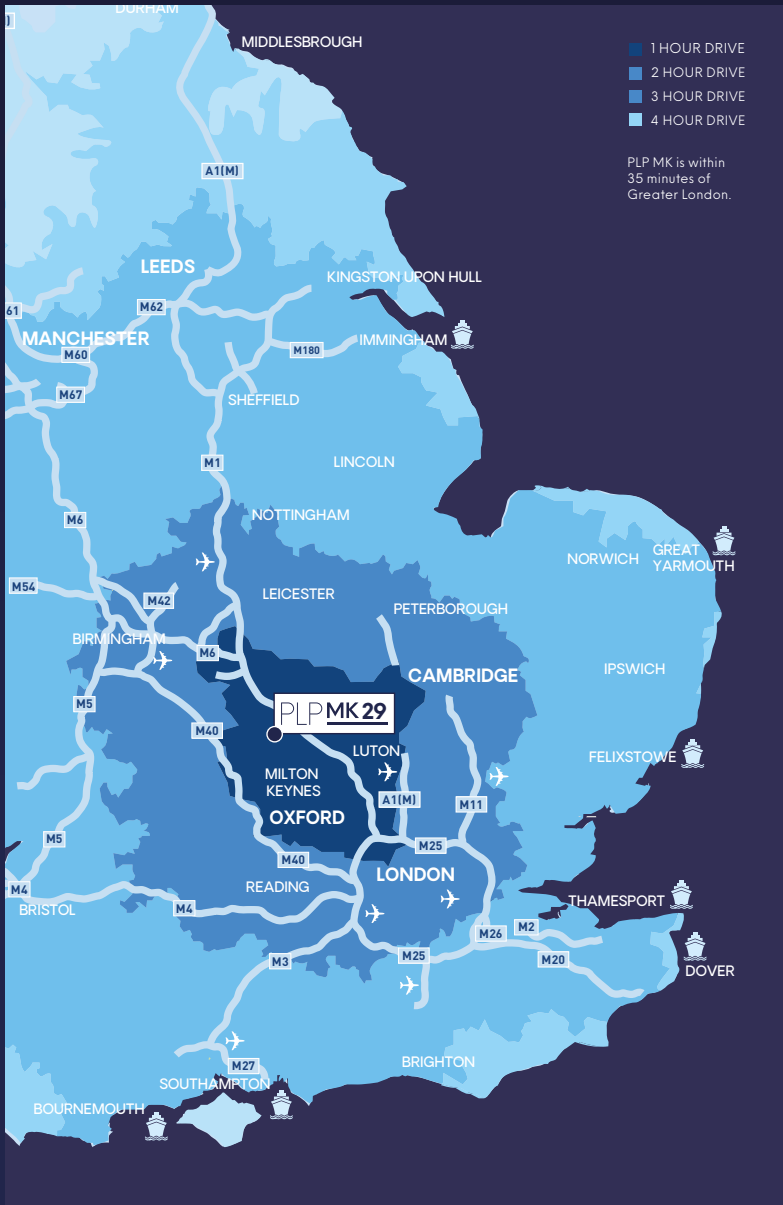 DURHAM
MIDDLESBROUGH
1 HOUR DRIVE
2 HOUR DRIVE
3 HOUR DRIVE
4 HOUR DRIVE
PLP MK is within
35 minutes of
Greater London.
A1(M)
LEEDS
KINGSTON UPON HULL
M62
61
MANCHESTER
IMMINGHAM
M60
M180
M67
SHEFFIELD
M1
LINCOLN
NOTTINGHAM
M6
NORWICH
GREAT
YARMOUTH
M54
M42
LEICESTER
PETERBOROUGH
BIRMINGHAM
M6
CAMBRIDGE
IPSWICH
M5
PLP MK 29
M40
LUTON
FELIXSTOWE
MILTON
KEYNES
A1(M)
M11
OXFORD
M5
M25
M40
LONDON
READING
M4
THAMESPORT
BRISTOL
M4
M2
M26
M25
M20
M3
DOVER
BRIGHTON
M27
SOUTHAMPTON
BOURNEMOUTH